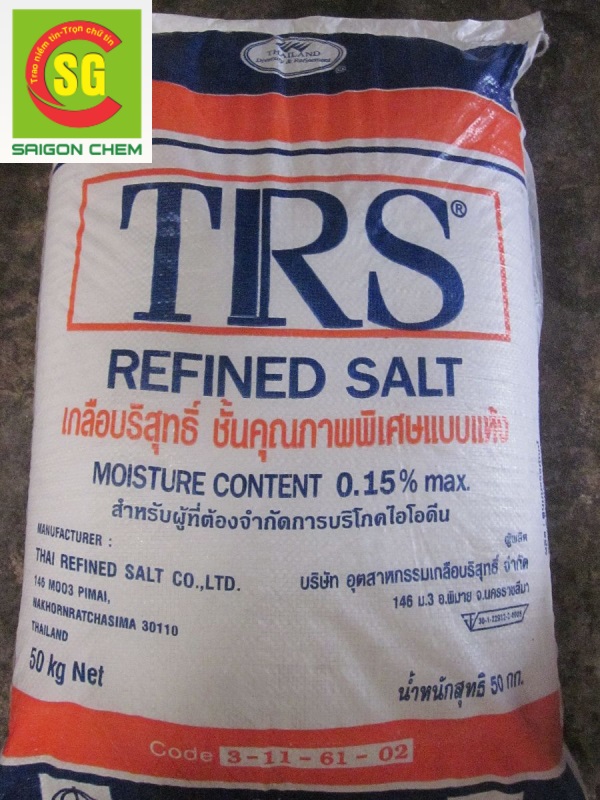 Trao niềm tin-Trọn chữ tín
SG
SAIGON CHEM
THAILAND
TRS®
REFINED SALT
เกลือบริสุทธิ์ ชั้นคุณภาพพิเศษแบบแห้ง
MOISTURE CONTENT 0.15% max.
สำหรับผู้ที่ต้องจำกัดการบริโภคไอโอดีน
MANUFACTURER :
THAI REFINED SALT CO.,LTD.
146 MOO3 PIMAI,
NAKHORNRATCHASIMA 30110
THAILAND
50 kg Net
ผู้ผลิต
บริษัท อุตสาหกรรมเกลือบริสุทธิ์ จำกัด
146 ม.3 อ.พิมาย จ.นครราชสีมา
น้ำหนักสุทธิ 50 กก.
Code 3-11-61-02